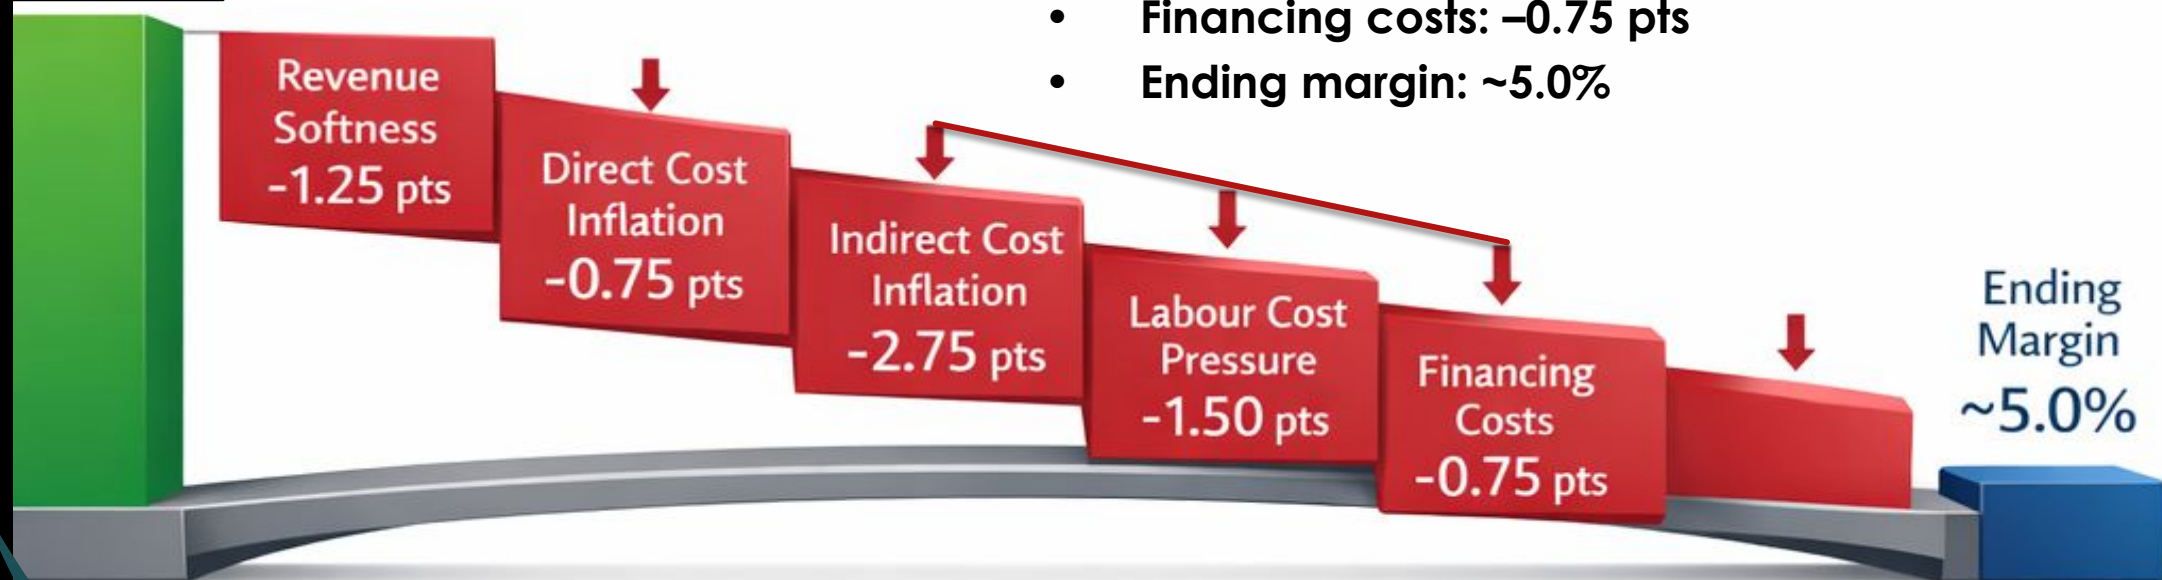 • Financing costs: –0.75 pts
• Ending margin: ~5.0%
Revenue
Softness
-1.25 pts
Direct Cost
Inflation
-0.75 pts
Indirect Cost
Inflation
-2.75 pts
Labour Cost
Pressure
-1.50 pts
Financing
Costs
-0.75 pts
Ending
Margin
~5.0%